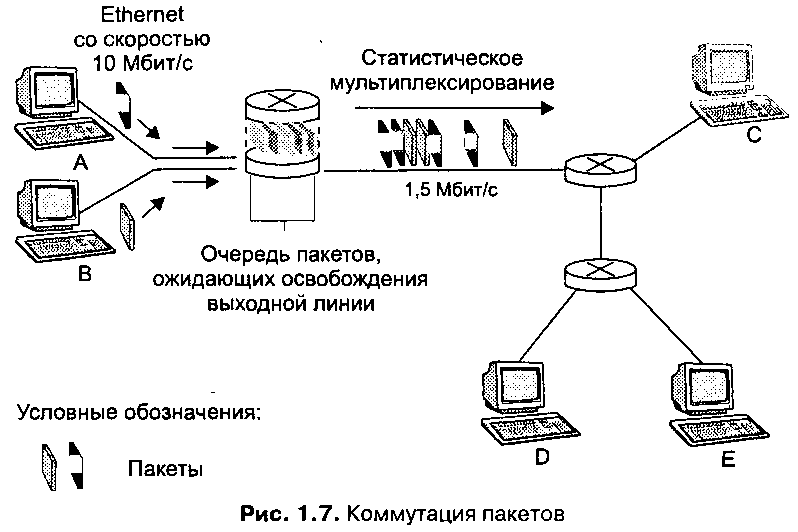 Ethernet
со скоростью
10 Мбит/с
Статистическое
мультиплексирование
A
B
C
1,5 Мбит/с
Очередь пакетов,
ожидающих освобождения
выходной линии
D
E
Условные обозначения:
Пакеты
Рис. 1.7. Коммутация пакетов